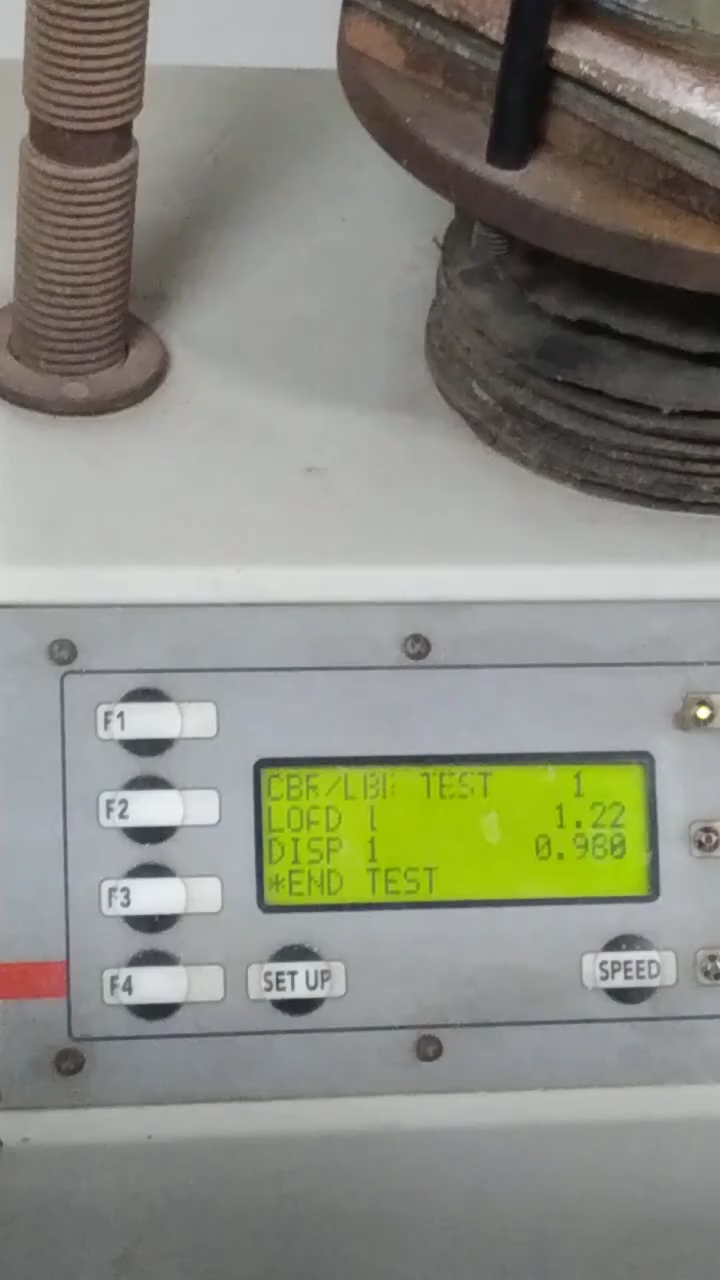 F1
F2
F3
F4
CBR/LBR TEST 1
LOAD 1 1.22
DISP 1 0.980
*END TEST
SET UP
SPEED